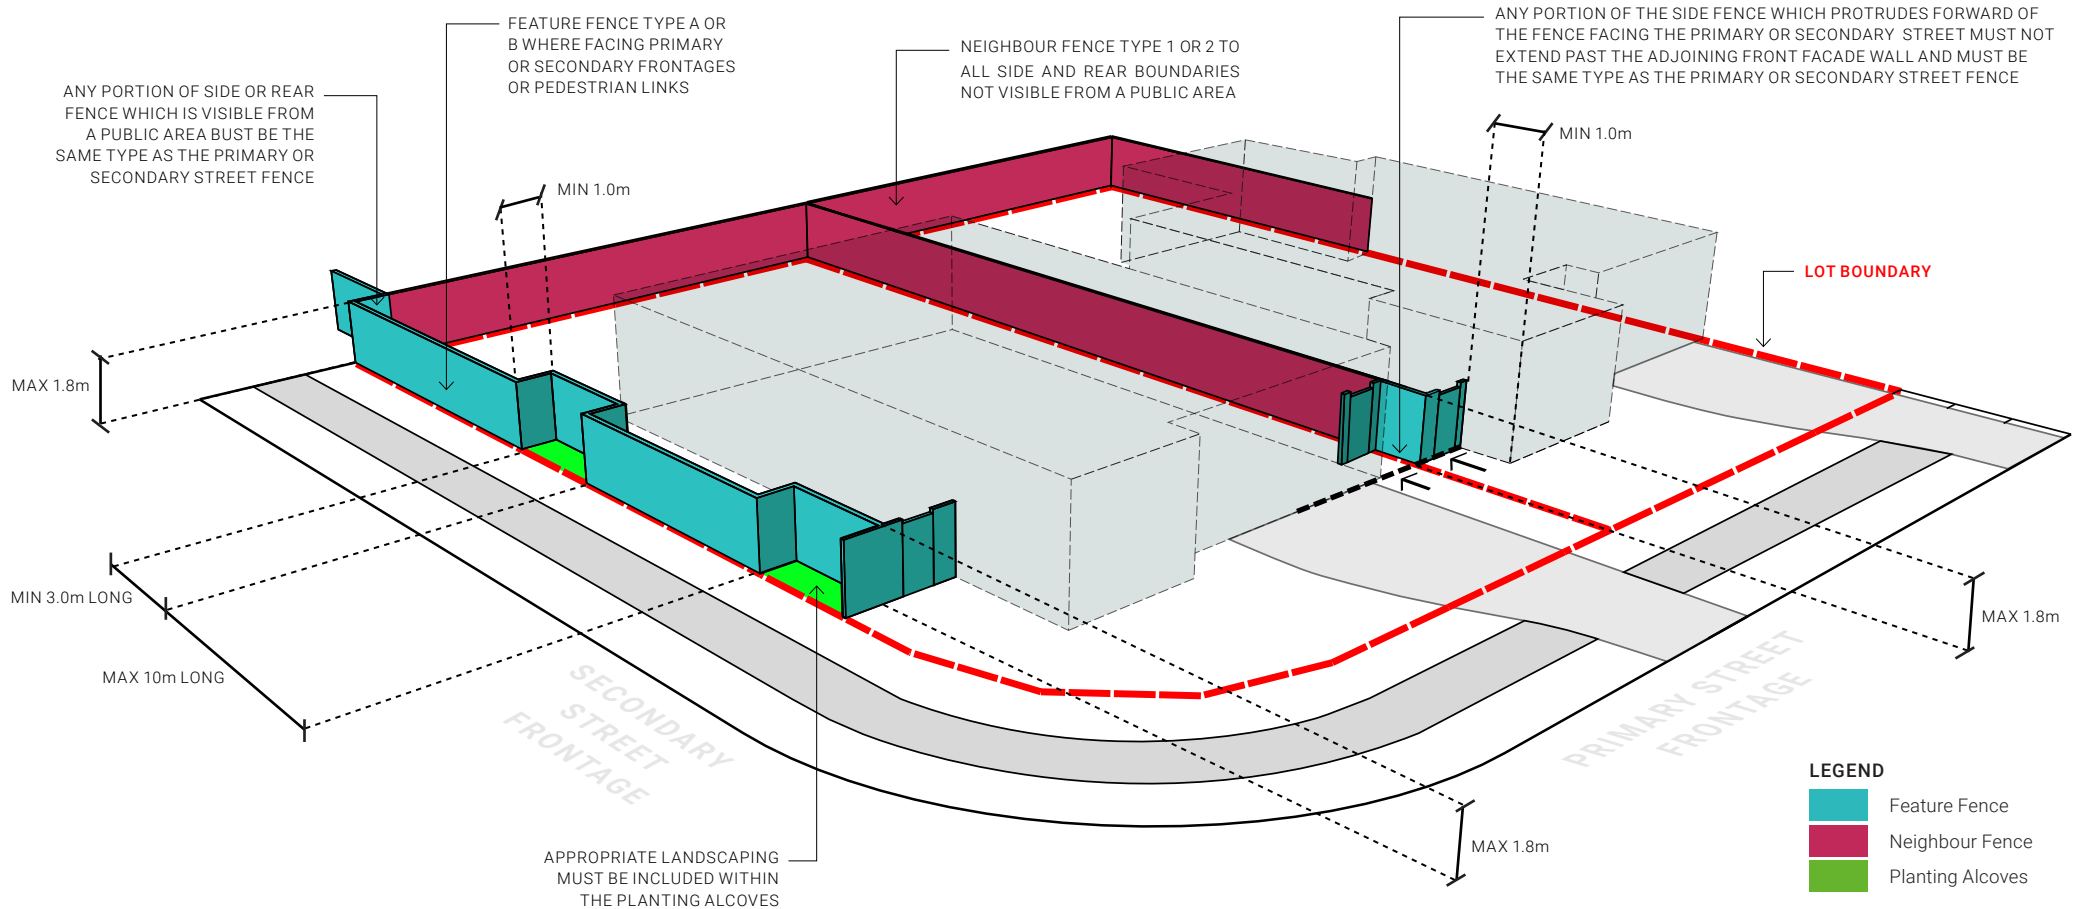 FEATURE FENCE TYPE A OR
B WHERE FACING PRIMARY
OR SECONDARY FRONTAGES
OR PEDESTRIAN LINKS
NEIGHBOUR FENCE TYPE 1 OR 2 TO
ALL SIDE AND REAR BOUNDARIES
NOT VISIBLE FROM A PUBLIC AREA
ANY PORTION OF THE SIDE FENCE WHICH PROTRUDES FORWARD OF
THE FENCE FACING THE PRIMARY OR SECONDARY STREET MUST NOT
EXTEND PAST THE ADJOINING FRONT FACADE WALL AND MUST BE
THE SAME TYPE AS THE PRIMARY OR SECONDARY STREET FENCE
ANY PORTION OF SIDE OR REAR
FENCE WHICH IS VISIBLE FROM
A PUBLIC AREA BUST BE THE
SAME TYPE AS THE PRIMARY OR
SECONDARY STREET FENCE
MIN 1.0m
MIN 1.0m
LOT BOUNDARY
MAX 1.8m
MIN 3.0m LONG
MAX 10m LONG
MAX 1.8m
SECONDARY
STREET
FRONTAGE
PRIMARY STREET
FRONTAGE
MAX 1.8m
APPROPRIATE LANDSCAPING
MUST BE INCLUDED WITHIN
THE PLANTING ALCOVES
LEGEND
Feature Fence
Neighbour Fence
Planting Alcoves